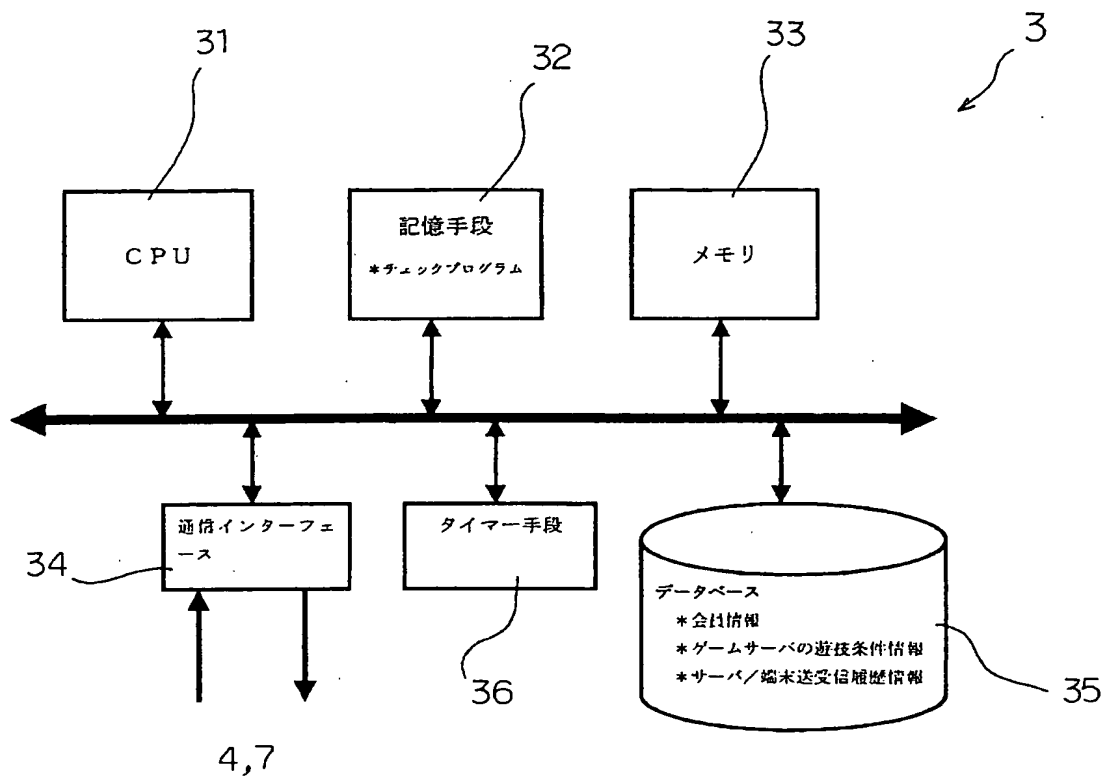 3
31
32
33
CPU
記憶手段
*チェックプログラム
メモリ
通信インターフェ
ース
34
タイマー手段
36
データベース
*会員情報
*ゲームサーバの遊技条件情報
*サーバ/端末送受信履歴情報
35
4,7